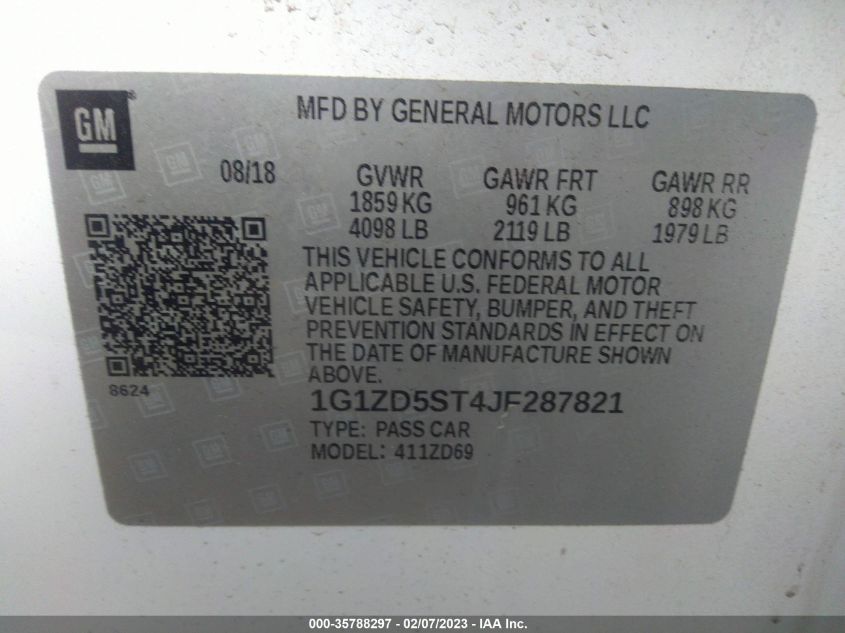 GM
®
MFD BY GENERAL MOTORS LLC
08/18
GVWR GAWR FRT GAWR RR
1859 KG 961 KG 898 KG
4098 LB 2119 LB 1979 LB
THIS VEHICLE CONFORMS TO ALL
APPLICABLE U.S. FEDERAL MOTOR
VEHICLE SAFETY, BUMPER, AND THEFT
PREVENTION STANDARDS IN EFFECT ON
THE DATE OF MANUFACTURE SHOWN
ABOVE.
8624
1G1ZD5ST4JF287821
TYPE: PASS CAR
MODEL: 411ZD69
000-35788297 - 02/07/2023 - IAA Inc.